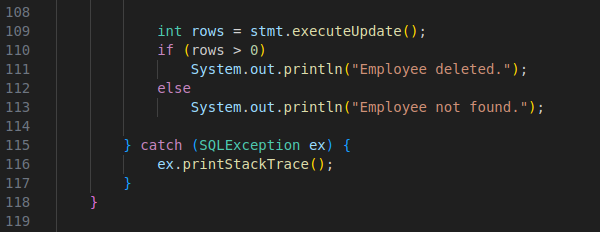 108
109 int rows = stmt.executeUpdate();
110 if (rows > 0)
111 System.out.println("Employee deleted.");
112 else
113 System.out.println("Employee not found.");
114
115 } catch (SQLException ex) {
116 ex.printStackTrace();
117 }
118 }
119